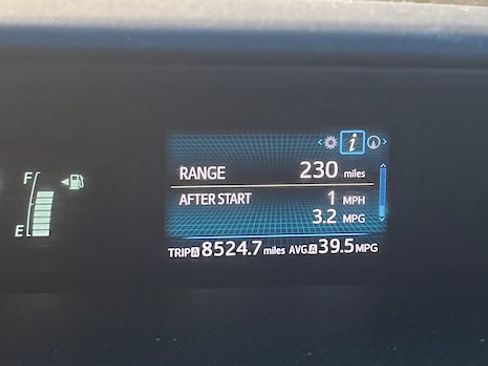 F
E
i
RANGE 230 miles
AFTER START 1 MPH
3.2 MPG
TRIP A 8524.7 miles AVG. A 39.5 MPG